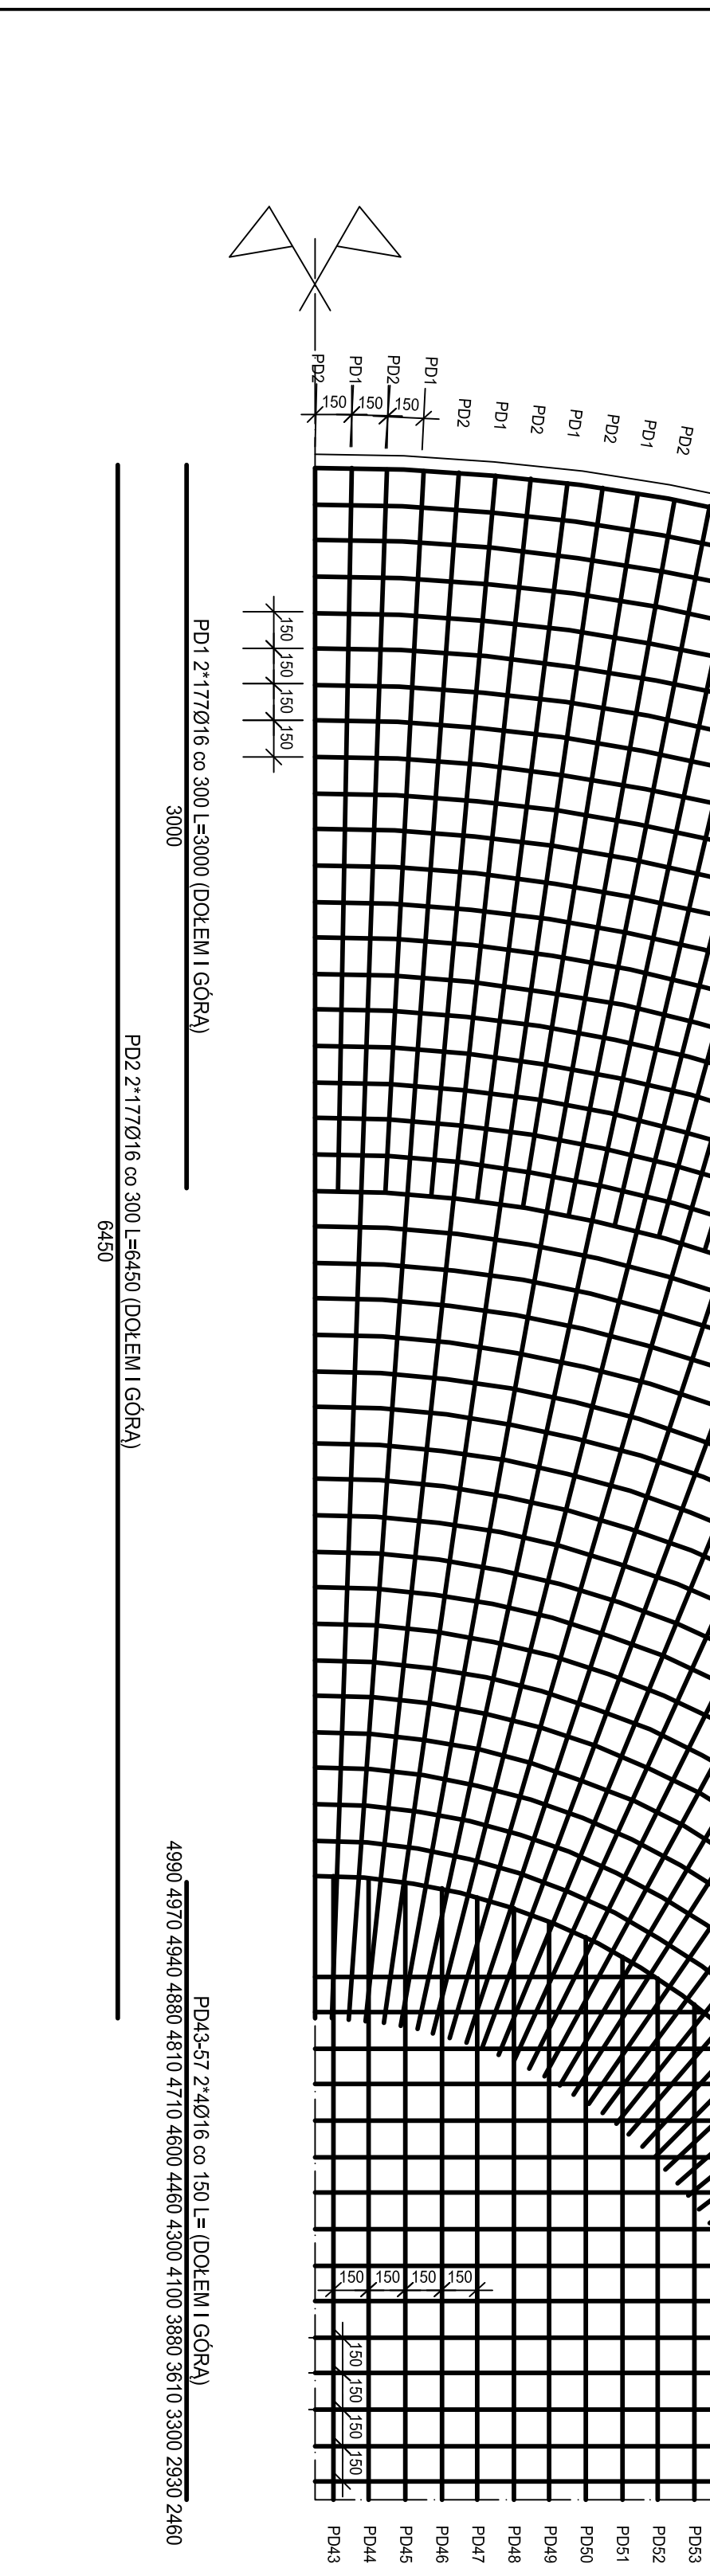 PD2
PD1
PD2
PD1
PD2
PD1
PD2
PD1
PD2
PD1
PD2
150
150
150
150
150
150
150
PD1 2*177Ø16 co 300 L=3000 (DOŁEM I GÓRĄ)
3000
PD2 2*177Ø16 co 300 L=6450 (DOŁEM I GÓRĄ)
6450
PD43-57 2*4Ø16 co 150 L= (DOŁEM I GÓRĄ)
4990 4970 4940 4880 4810 4710 4600 4460 4300 4100 3880 3610 3300 2930 2460
150
150
150
150
150
150
150
150
PD43
PD44
PD45
PD46
PD47
PD48
PD49
PD50
PD51
PD52
PD53